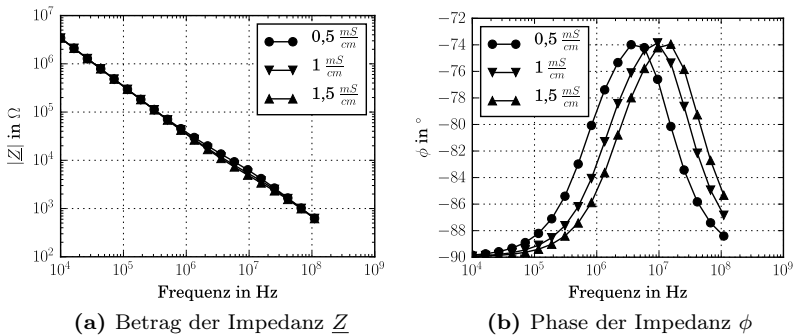 10^7
10^6
10^5
10^4
10^3
10^2
|Z| in Ω
0,5 mS/cm
1 mS/cm
1,5 mS/cm
10^4 10^5 10^6 10^7 10^8 10^9
Frequenz in Hz
(a) Betrag der Impedanz Z
−72
−74
−76
−78
−80
−82
−84
−86
−88
−90
ϕ in °
0,5 mS/cm
1 mS/cm
1,5 mS/cm
10^4 10^5 10^6 10^7 10^8 10^9
Frequenz in Hz
(b) Phase der Impedanz ϕ